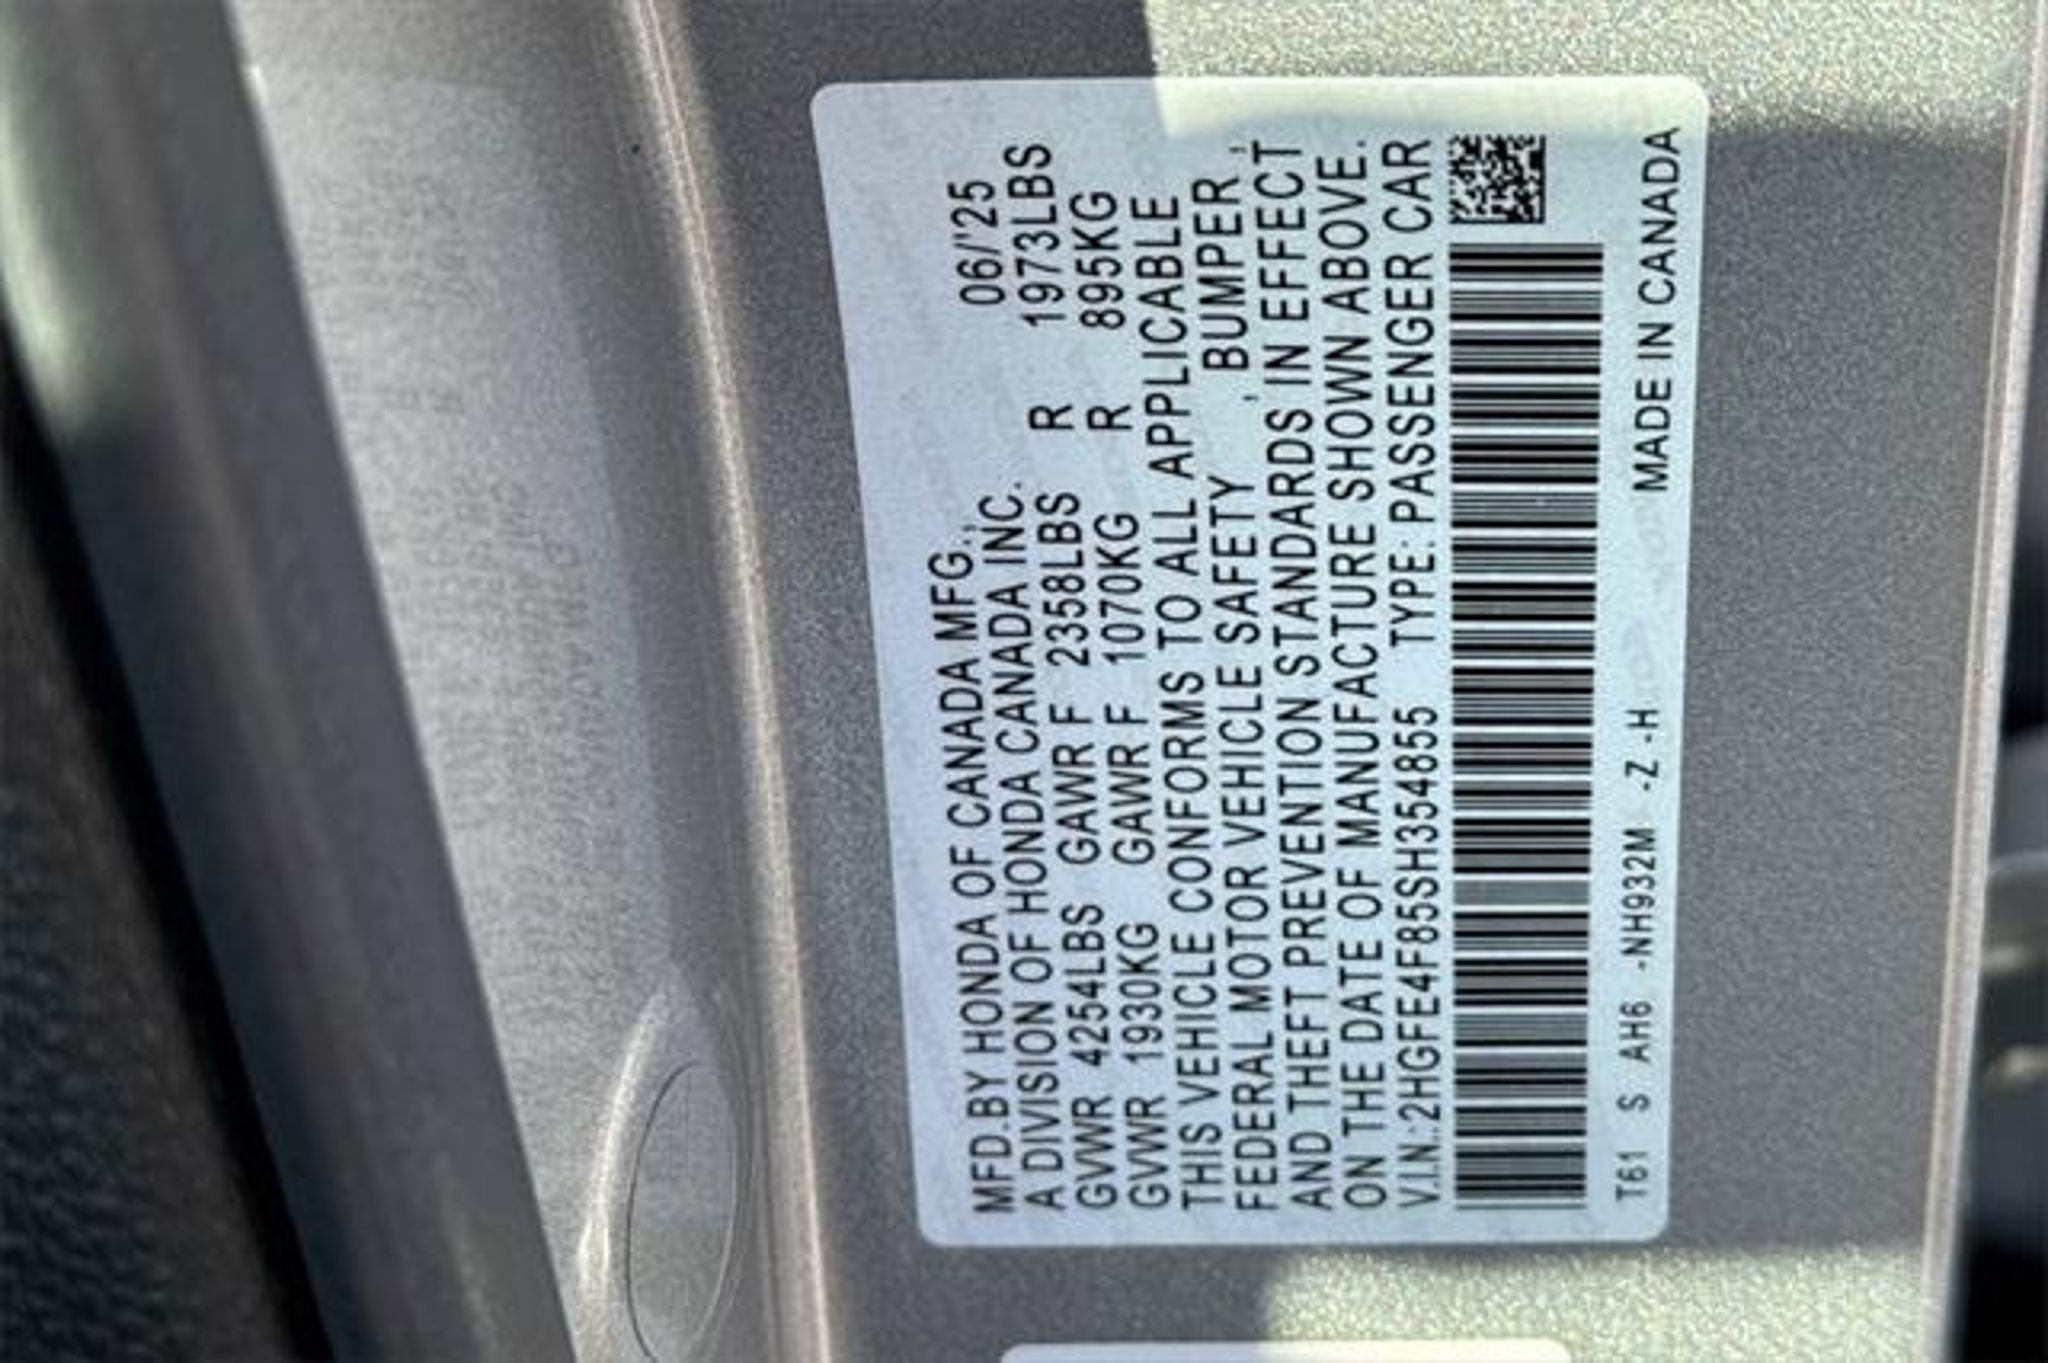 MFD.BY HONDA OF CANADA MFG., 06/'25
A DIVISION OF HONDA CANADA INC.
GVWR 4254LBS GAWR F 2358LBS R 1973LBS
GVWR 1930KG GAWR F 1070KG R 895KG
THIS VEHICLE CONFORMS TO ALL APPLICABLE
FEDERAL MOTOR VEHICLE SAFETY , BUMPER,
AND THEFT PREVENTION STANDARDS IN EFFECT
ON THE DATE OF MANUFACTURE SHOWN ABOVE.
V.I.N.:2HGFE4F85SH354855 TYPE: PASSENGER CAR
T61 S AH6 -NH932M -Z -H MADE IN CANADA